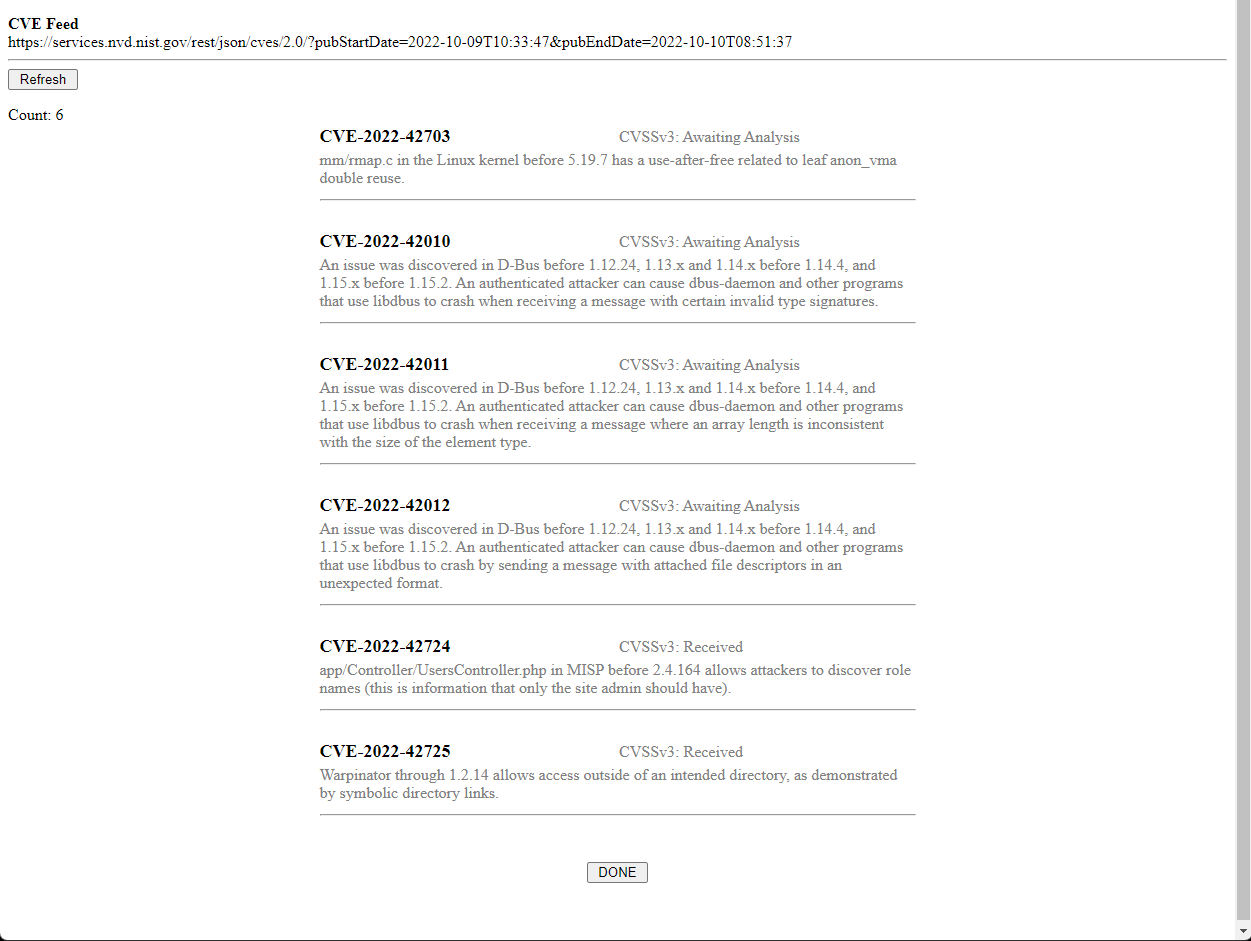 CVE Feed
https://services.nvd.nist.gov/rest/json/cves/2.0/?pubStartDate=2022-10-09T10:33:47&pubEndDate=2022-10-10T08:51:37
Refresh
Count: 6
CVE-2022-42703 CVSSv3: Awaiting Analysis
mm/rmap.c in the Linux kernel before 5.19.7 has a use-after-free related to leaf anon_vma
double reuse.
CVE-2022-42010 CVSSv3: Awaiting Analysis
An issue was discovered in D-Bus before 1.12.24, 1.13.x and 1.14.x before 1.14.4, and
1.15.x before 1.15.2. An authenticated attacker can cause dbus-daemon and other programs
that use libdbus to crash when receiving a message with certain invalid type signatures.
CVE-2022-42011 CVSSv3: Awaiting Analysis
An issue was discovered in D-Bus before 1.12.24, 1.13.x and 1.14.x before 1.14.4, and
1.15.x before 1.15.2. An authenticated attacker can cause dbus-daemon and other programs
that use libdbus to crash when receiving a message where an array length is inconsistent
with the size of the element type.
CVE-2022-42012 CVSSv3: Awaiting Analysis
An issue was discovered in D-Bus before 1.12.24, 1.13.x and 1.14.x before 1.14.4, and
1.15.x before 1.15.2. An authenticated attacker can cause dbus-daemon and other programs
that use libdbus to crash by sending a message with attached file descriptors in an
unexpected format.
CVE-2022-42724 CVSSv3: Received
app/Controller/UsersController.php in MISP before 2.4.164 allows attackers to discover role
names (this is information that only the site admin should have).
CVE-2022-42725 CVSSv3: Received
Warpinator through 1.2.14 allows access outside of an intended directory, as demonstrated
by symbolic directory links.
DONE